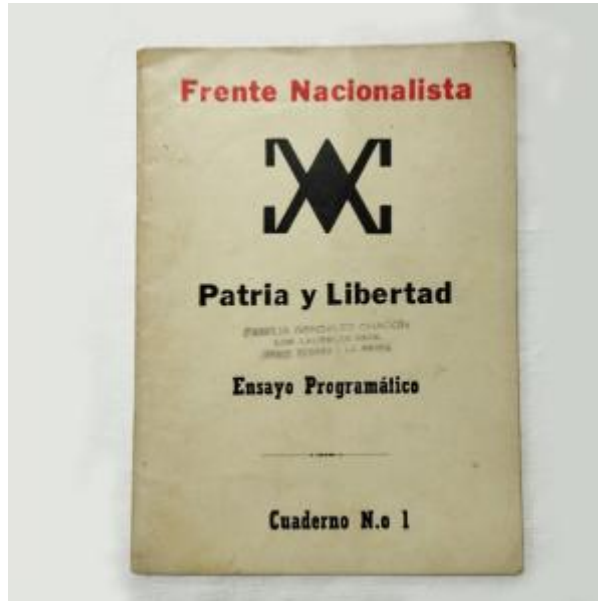 Frente Nacionalista
Patria y Libertad
Ensayo Programático
Cuaderno N.o 1